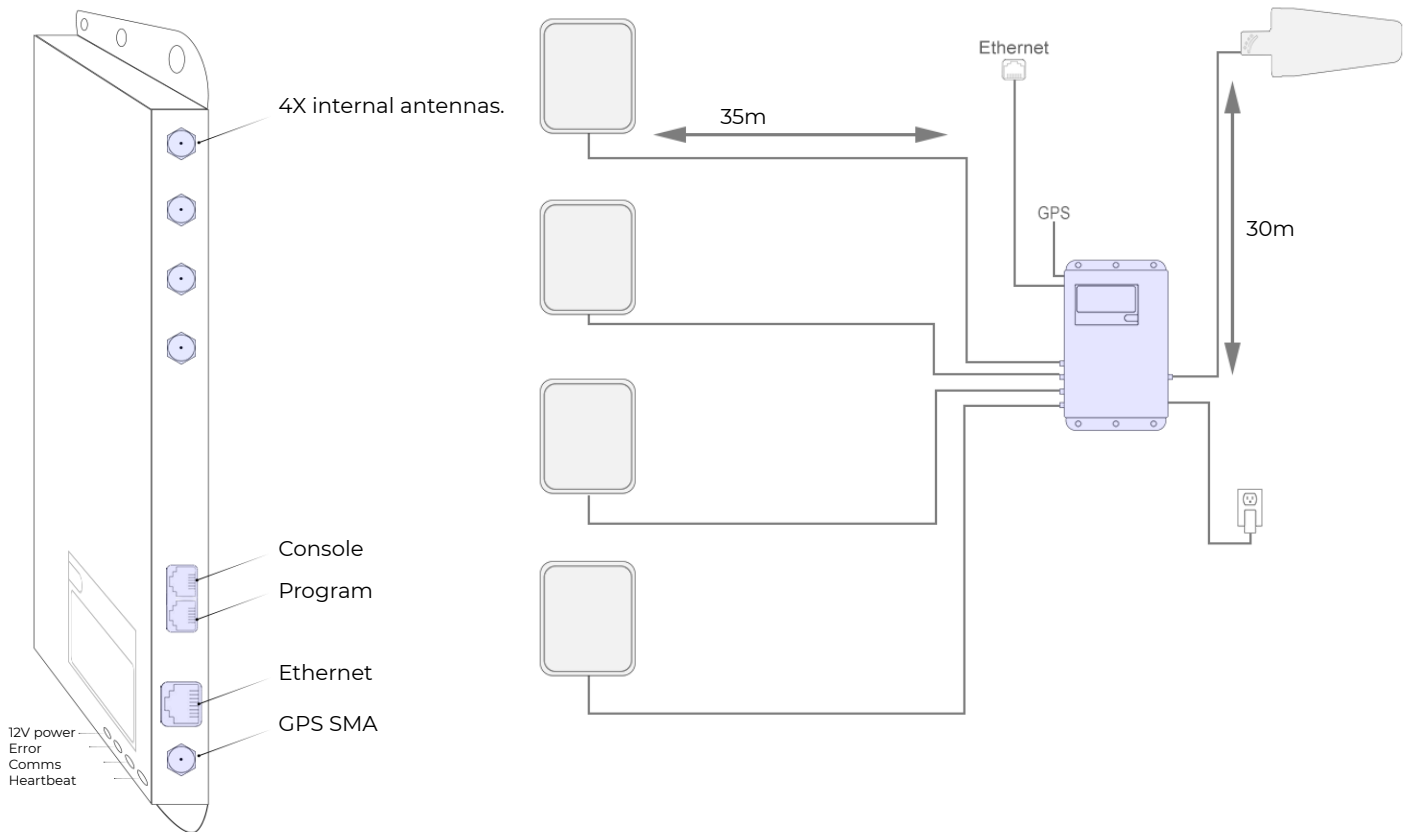 4X internal antennas.
Console
Program
Ethernet
GPS SMA
12V power
Error
Comms
Heartbeat
35m
Ethernet
GPS
30m